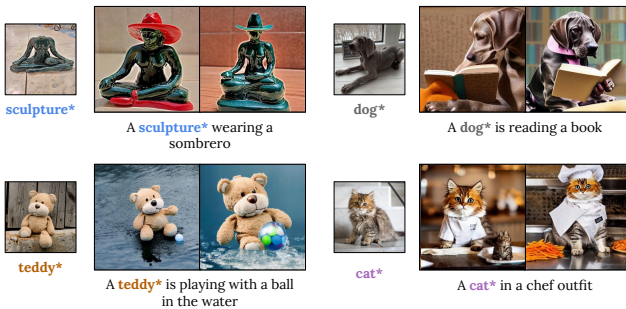 sculpture*
A sculpture* wearing a
sombrero
dog*
A dog* is reading a book
teddy*
A teddy* is playing with a ball
in the water
cat*
A cat* in a chef outfit